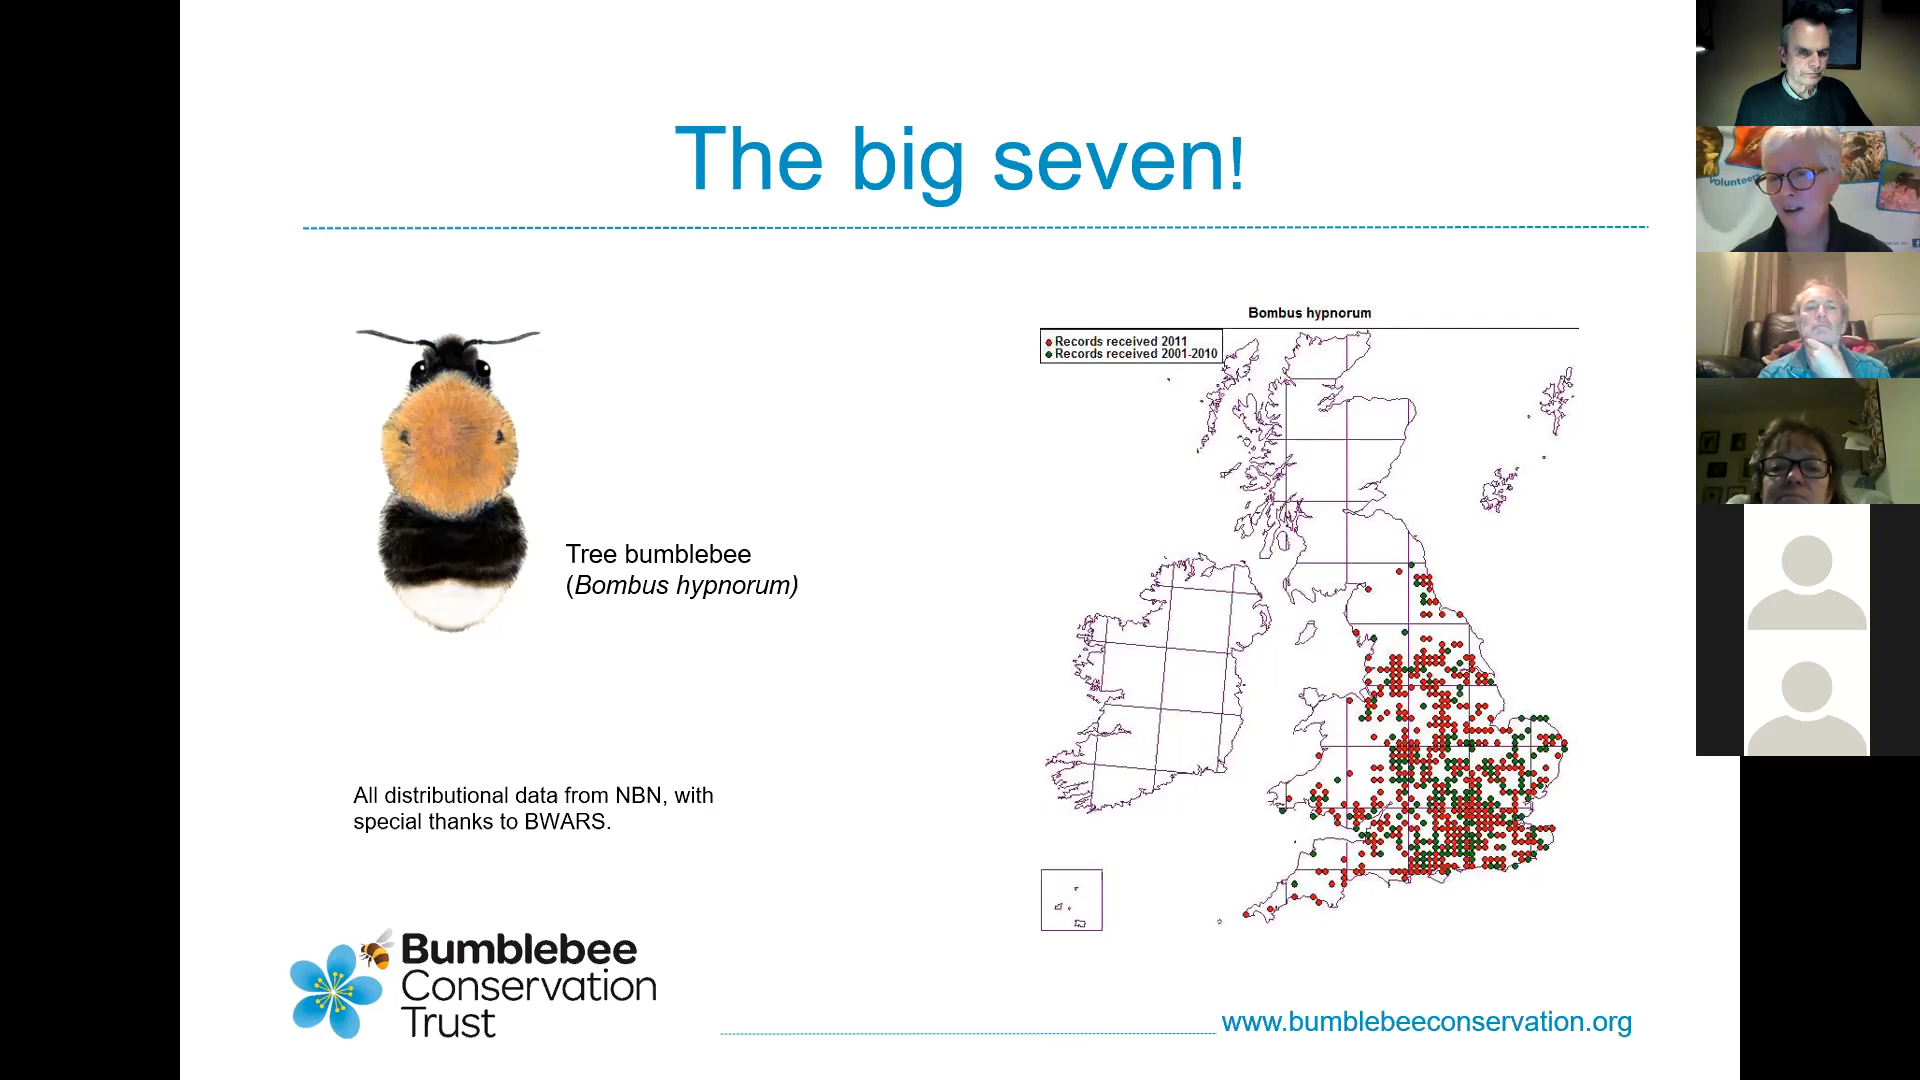 The big seven!
Bombus hypnorum
Records received 2011
Records received 2001-2010
Tree bumblebee
(Bombus hypnorum)
All distributional data from NBN, with
special thanks to BWARS.
Bumblebee
Conservation
Trust
www.bumblebeeconservation.org
volunteer